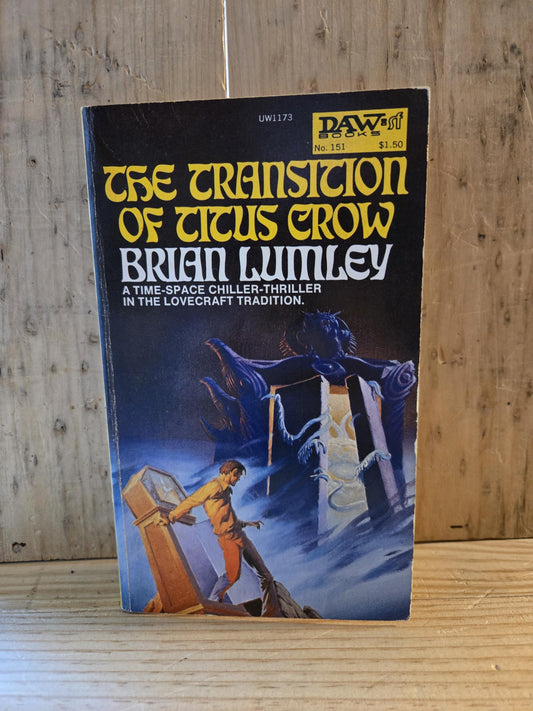 UW1173
DAW=sf
BOOKS
No. 151 $1.50
THE TRANSITION
OF TITUS CROW
BRIAN LUMLEY
A TIME-SPACE CHILLER-THRILLER
IN THE LOVECRAFT TRADITION.